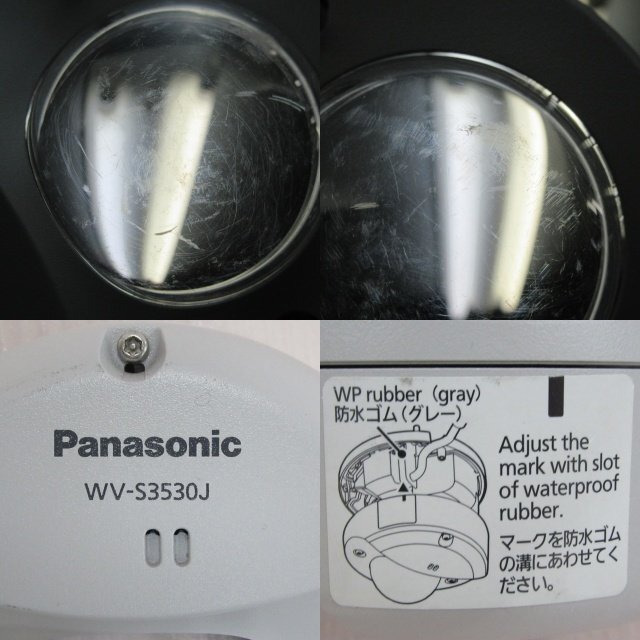 Panasonic
WV-S3530J
WP rubber (gray)
防水ゴム(グレー)
Adjust the
mark with slot
of waterproof
rubber.
マークを防水ゴム
の溝にあわせてく
ださい。